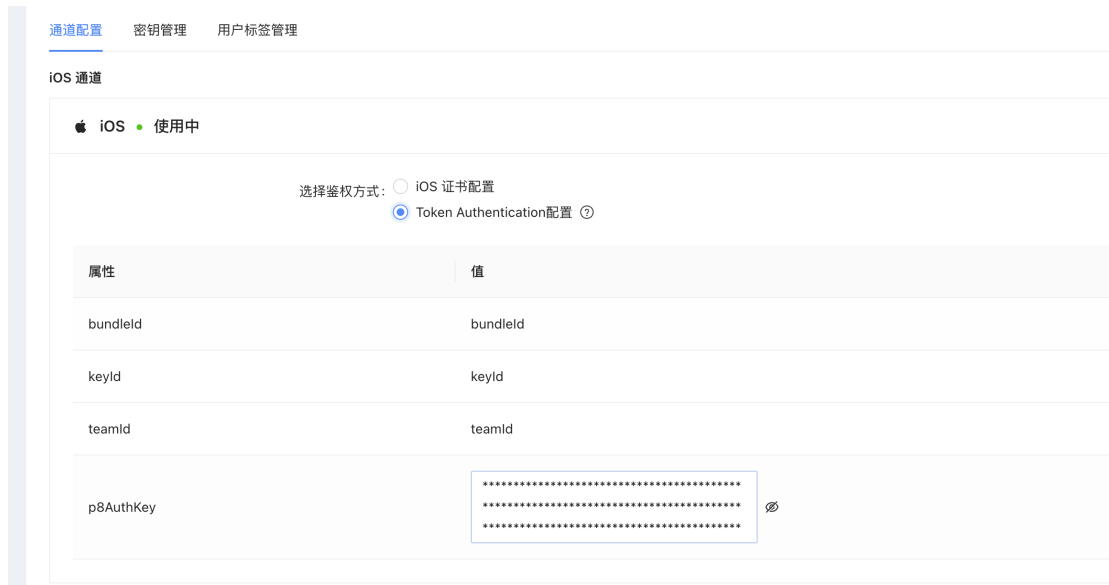 通道配置 密钥管理 用户标签管理
iOS 通道
iOS 使用中
选择鉴权方式: iOS 证书配置
Token Authentication配置 ?
属性 值
bundleId bundleId
keyId keyId
teamId teamId
******************************************
p8AuthKey ******************************************
******************************************